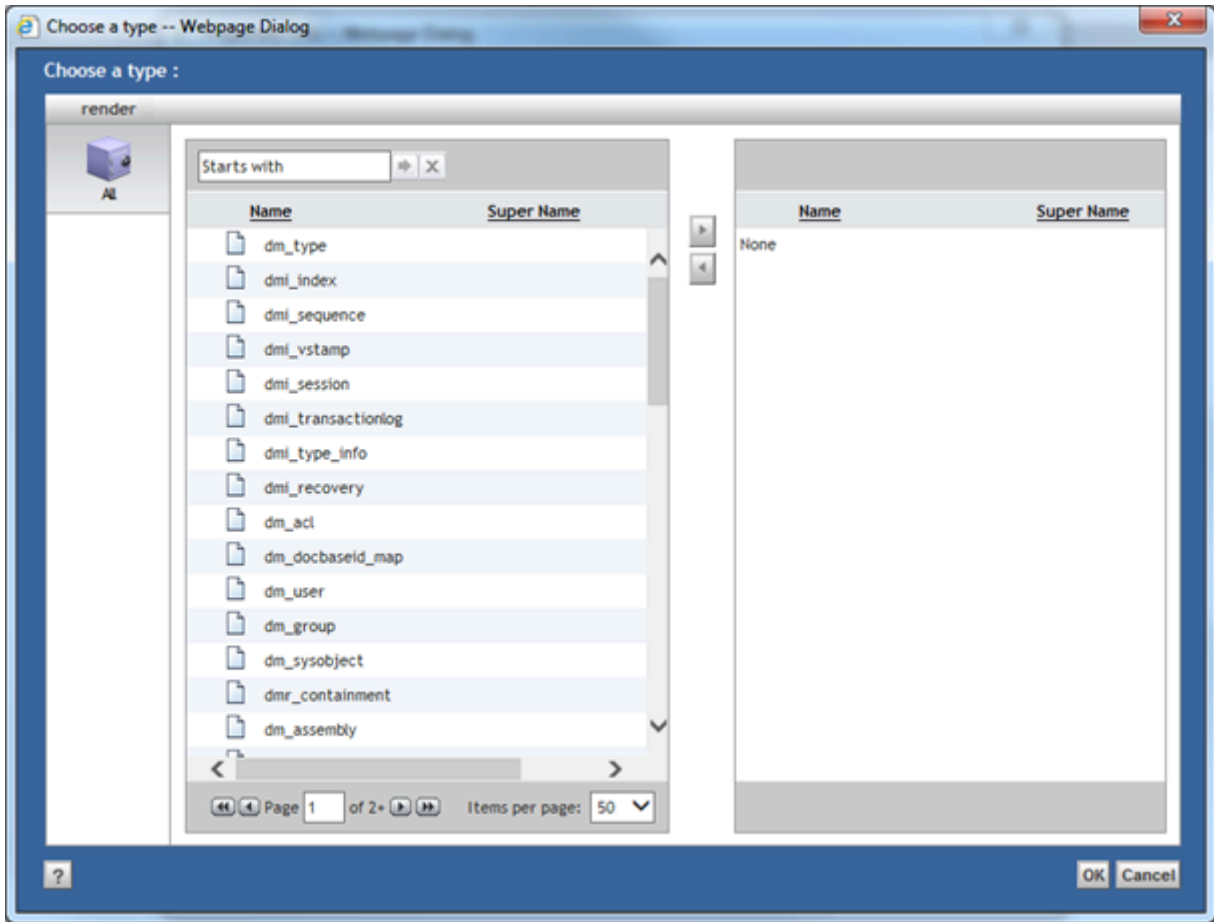 Choose a type -- Webpage Dialog
Choose a type :
render
All
Starts with
Name Super Name
dm_type
dmi_index
dmi_sequence
dmi_vstamp
dmi_session
dmi_transactionlog
dmi_type_info
dmi_recovery
dm_acl
dm_docbaseid_map
dm_user
dm_group
dm_sysobject
dmr_containment
dm_assembly
Page 1 of 2+ Items per page: 50
Name Super Name
None
? OK Cancel